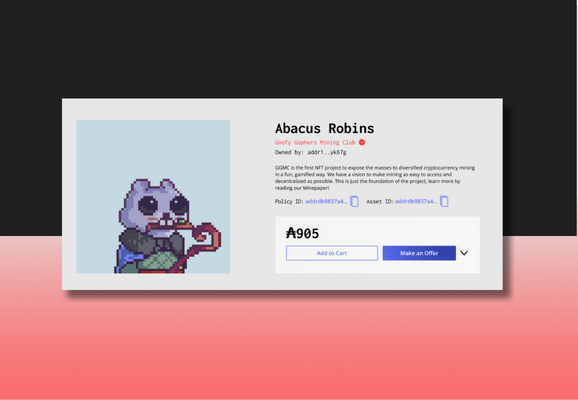 Abacus Robins
Goofy Gophers Mining Club
Owned by: addr1..yk67g
GGMC is the first NFT project to expose the masses to diversified cryptocurrency mining
in a fun, gamified way. We have a vision to make mining as easy to access and
decentralized as possible. This is just the foundation of the project, learn more by
reading our Minepaper!
Policy ID: addrdk9837a4... Asset ID: addrdk9837a4...
₳905
Add to Cart Make an Offer